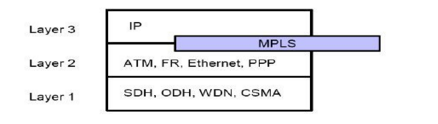 Layer 3 IP
MPLS
Layer 2 ATM, FR, Ethernet, PPP
Layer 1 SDH, ODH, WDN, CSMA